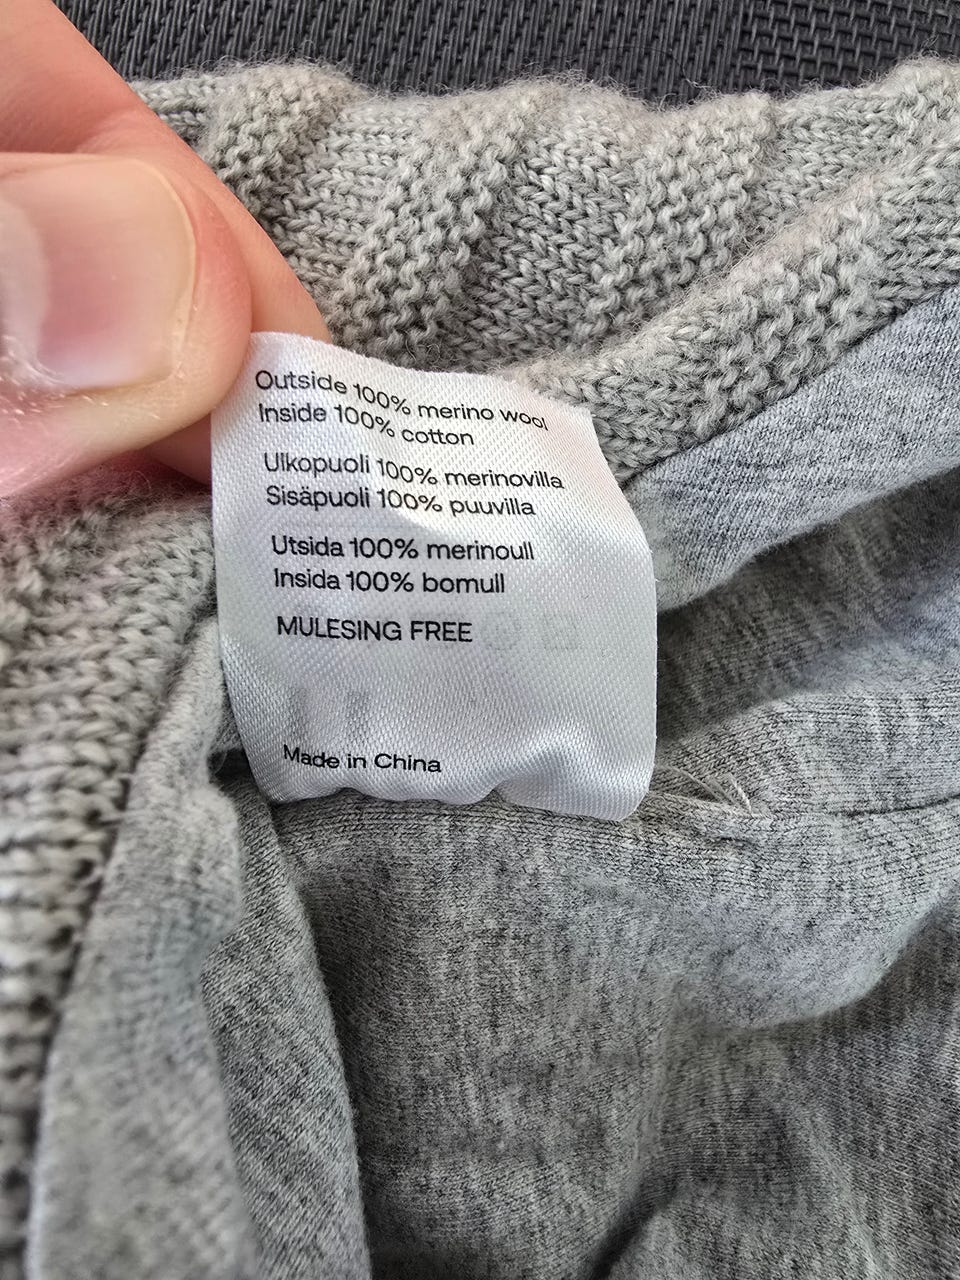 Outside 100% merino wool
Inside 100% cotton
Ulkopuoli 100% merinovilla
Sisäpuoli 100% puuvilla
Utsida 100% merinoull
Insida 100% bomull
MULESING FREE
Made in China